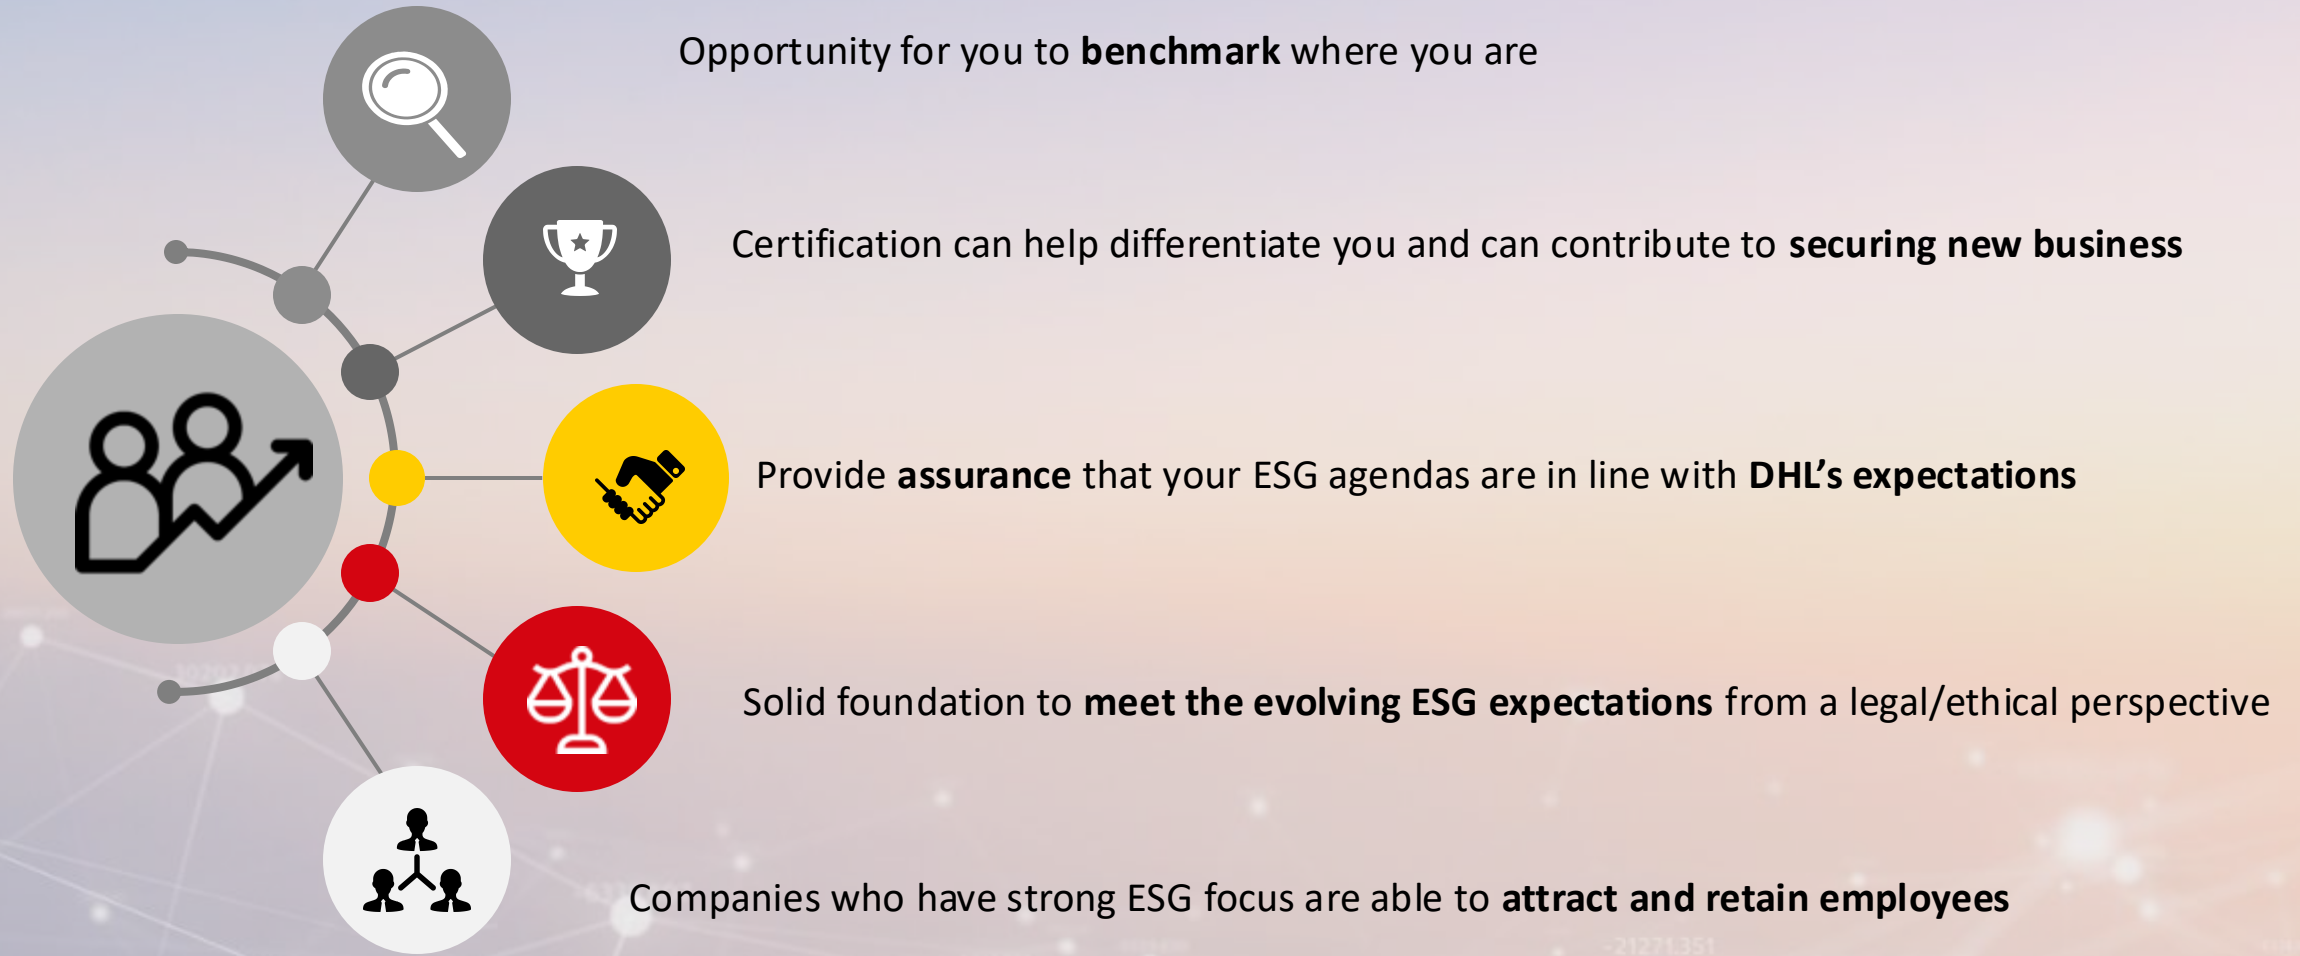 Opportunity for you to benchmark where you are
Certification can help differentiate you and can contribute to securing new business
Provide assurance that your ESG agendas are in line with DHL’s expectations
Solid foundation to meet the evolving ESG expectations from a legal/ethical perspective
Companies who have strong ESG focus are able to attract and retain employees
-21271.351